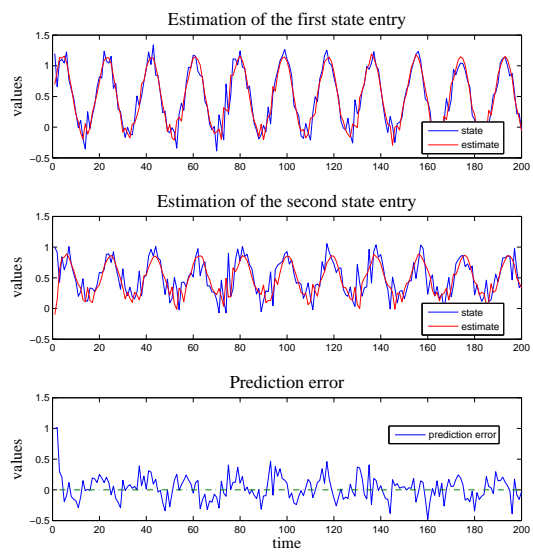 Estimation of the first state entry
1.5
1
0.5
0
−0.5
values
0 20 40 60 80 100 120 140 160 180 200
state
estimate
Estimation of the second state entry
1.5
1
0.5
0
−0.5
values
0 20 40 60 80 100 120 140 160 180 200
state
estimate
Prediction error
1.5
1
0.5
0
−0.5
values
0 20 40 60 80 100 120 140 160 180 200
prediction error
time